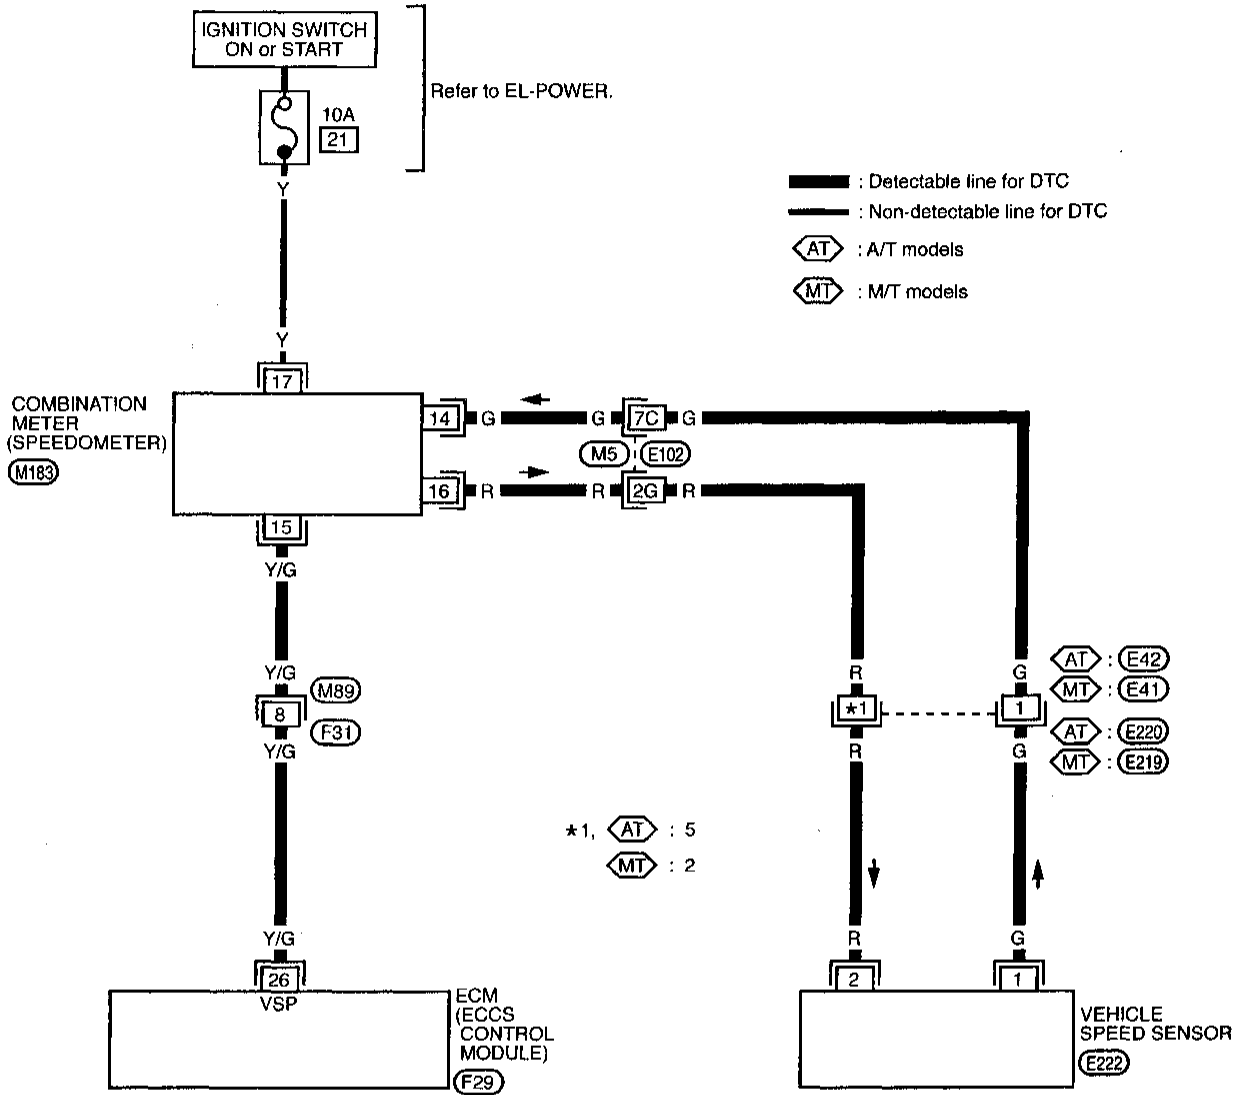 IGNITION SWITCH
ON or START
Refer to EL-POWER.
10A
21
Y
: Detectable line for DTC
: Non-detectable line for DTC
AT : A/T models
MT : M/T models
Y
17
COMBINATION
METER
(SPEEDOMETER)
M183
14 G G 7C G
M5 E102
16 R R 2G R
15
Y/G
Y/G
M89
8
F31
Y/G
R G
AT : E42
MT : E41
★1 1
AT : E220
MT : E219
R G
★1, AT : 5
MT : 2
Y/G
R G
26
VSP
2 1
ECM
(ECCS
CONTROL
MODULE)
F29
VEHICLE
SPEED SENSOR
E222